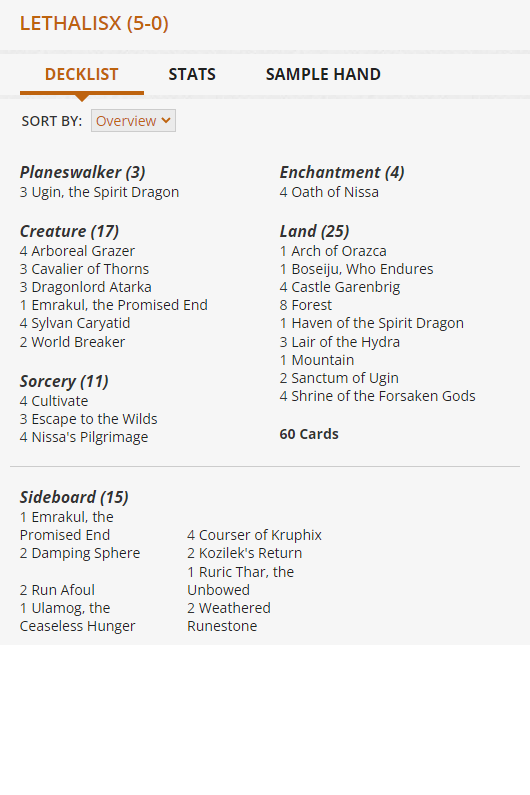 LETHALISX (5-0)
DECKLIST
STATS
SAMPLE HAND
SORT BY: Overview
Planeswalker (3)
3 Ugin, the Spirit Dragon
Creature (17)
4 Arboreal Grazer
3 Cavalier of Thorns
3 Dragonlord Atarka
1 Emrakul, the Promised End
4 Sylvan Caryatid
2 World Breaker
Sorcery (11)
4 Cultivate
3 Escape to the Wilds
4 Nissa's Pilgrimage
Enchantment (4)
4 Oath of Nissa
Land (25)
1 Arch of Orazca
1 Boseiju, Who Endures
4 Castle Garenbrig
8 Forest
1 Haven of the Spirit Dragon
3 Lair of the Hydra
1 Mountain
2 Sanctum of Ugin
4 Shrine of the Forsaken Gods
60 Cards
Sideboard (15)
1 Emrakul, the
Promised End
2 Damping Sphere
2 Run Afoul
1 Ulamog, the
Ceaseless Hunger
4 Courser of Kruphix
2 Kozilek's Return
1 Ruric Thar, the
Unbowed
2 Weathered
Runestone